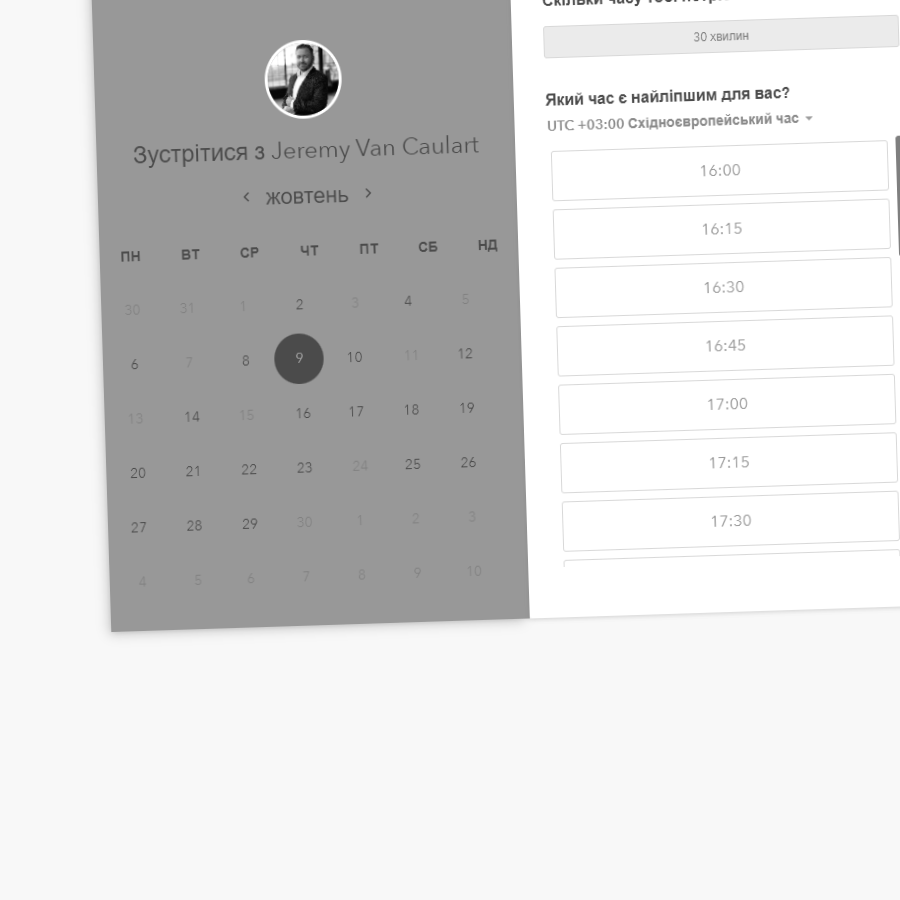 Зустрітися з Jeremy Van Caulart
‹ жовтень ›
ПН ВТ СР ЧТ ПТ СБ НД
30 31 1 2 3 4 5
6 7 8 9 10 11 12
13 14 15 16 17 18 19
20 21 22 23 24 25 26
27 28 29 30 1 2 3
4 5 6 7 8 9 10
Скільки часу тобі
30 хвилин
Який час є найліпшим для вас?
UTC +03:00 Східноєвропейський час
16:00
16:15
16:30
16:45
17:00
17:15
17:30